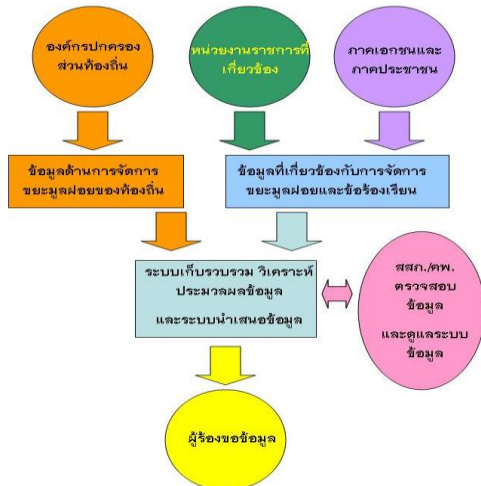 องค์กรปกครอง
ส่วนท้องถิ่น
หน่วยงานราชการที่
เกี่ยวข้อง
ภาคเอกชนและ
ภาคประชาชน
ข้อมูลด้านการจัดการ
ขยะมูลฝอยของท้องถิ่น
ข้อมูลที่เกี่ยวข้องกับการจัดการ
ขยะมูลฝอยและข้อร้องเรียน
ระบบเก็บรวบรวม วิเคราะห์
ประมวลผลข้อมูล
และระบบนำเสนอข้อมูล
สสภ./คพ.
ตรวจสอบ
ข้อมูล
และดูแลระบบ
ข้อมูล
ผู้ร้องขอข้อมูล